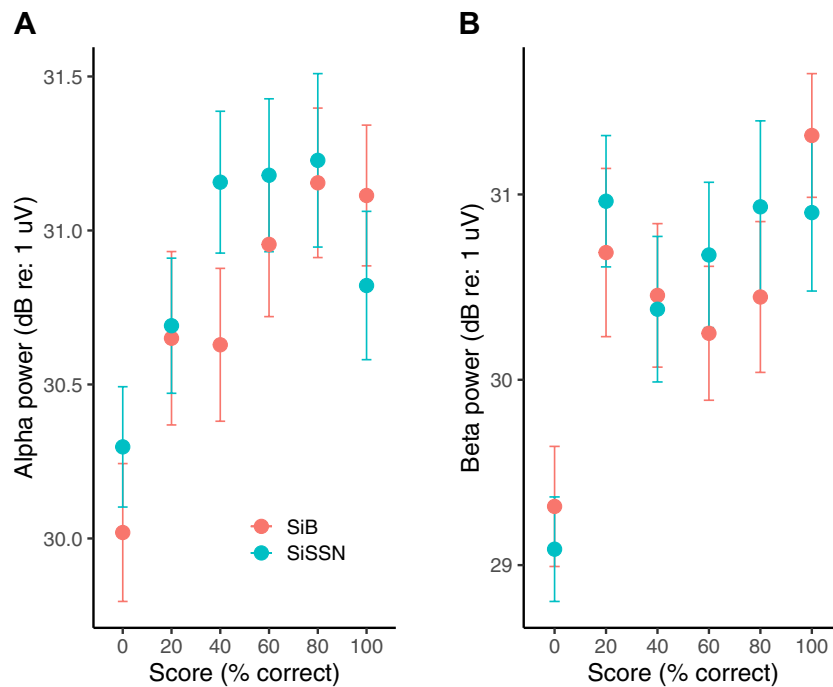 A
Alpha power (dB re: 1 uV)
31.5
31.0
30.5
30.0
SiB
SiSSN
0 20 40 60 80 100
Score (% correct)
B
Beta power (dB re: 1 uV)
31
30
29
0 20 40 60 80 100
Score (% correct)